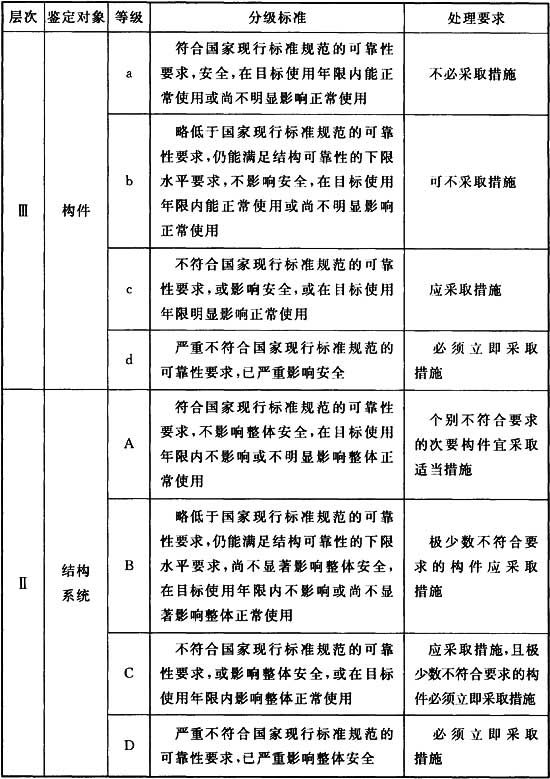 层次 鉴定对象 等级 分级标准 处理要求
Ⅲ
构件
a
符合国家现行标准规范的可靠性
要求,安全,在目标使用年限内能正
常使用或尚不明显影响正常使用
不必采取措施
b
略低于国家现行标准规范的可靠
性要求,仍能满足结构可靠性的下限
水平要求,不影响安全,在目标使用
年限内能正常使用或尚不明显影响
正常使用
可不采取措施
c
不符合国家现行标准规范的可靠
性要求,或影响安全,或在目标使用
年限明显影响正常使用
应采取措施
d
严重不符合国家现行标准规范的
可靠性要求,已严重影响安全
必须立即采取
措施
Ⅱ
结构
系统
A
符合国家现行标准规范的可靠性
要求,不影响整体安全,在目标使用
年限内不影响或不明显影响整体正
常使用
个别不符合要求
的次要构件宜采取
适当措施
B
略低于国家现行标准规范的可靠
性要求,仍能满足结构可靠性的下限
水平要求,尚不显著影响整体安全,
在目标使用年限内不影响或尚不显
著影响整体正常使用
极少数不符合要
求的构件应采取
措施
C
不符合国家现行标准规范的可靠
性要求,或影响整体安全,或在目标
使用年限内影响整体正常使用
应采取措施,且极
少数不符合要求的构
件必须立即采取措施
D
严重不符合国家现行标准规范的
可靠性要求,已严重影响整体安全
必须立即采取
措施